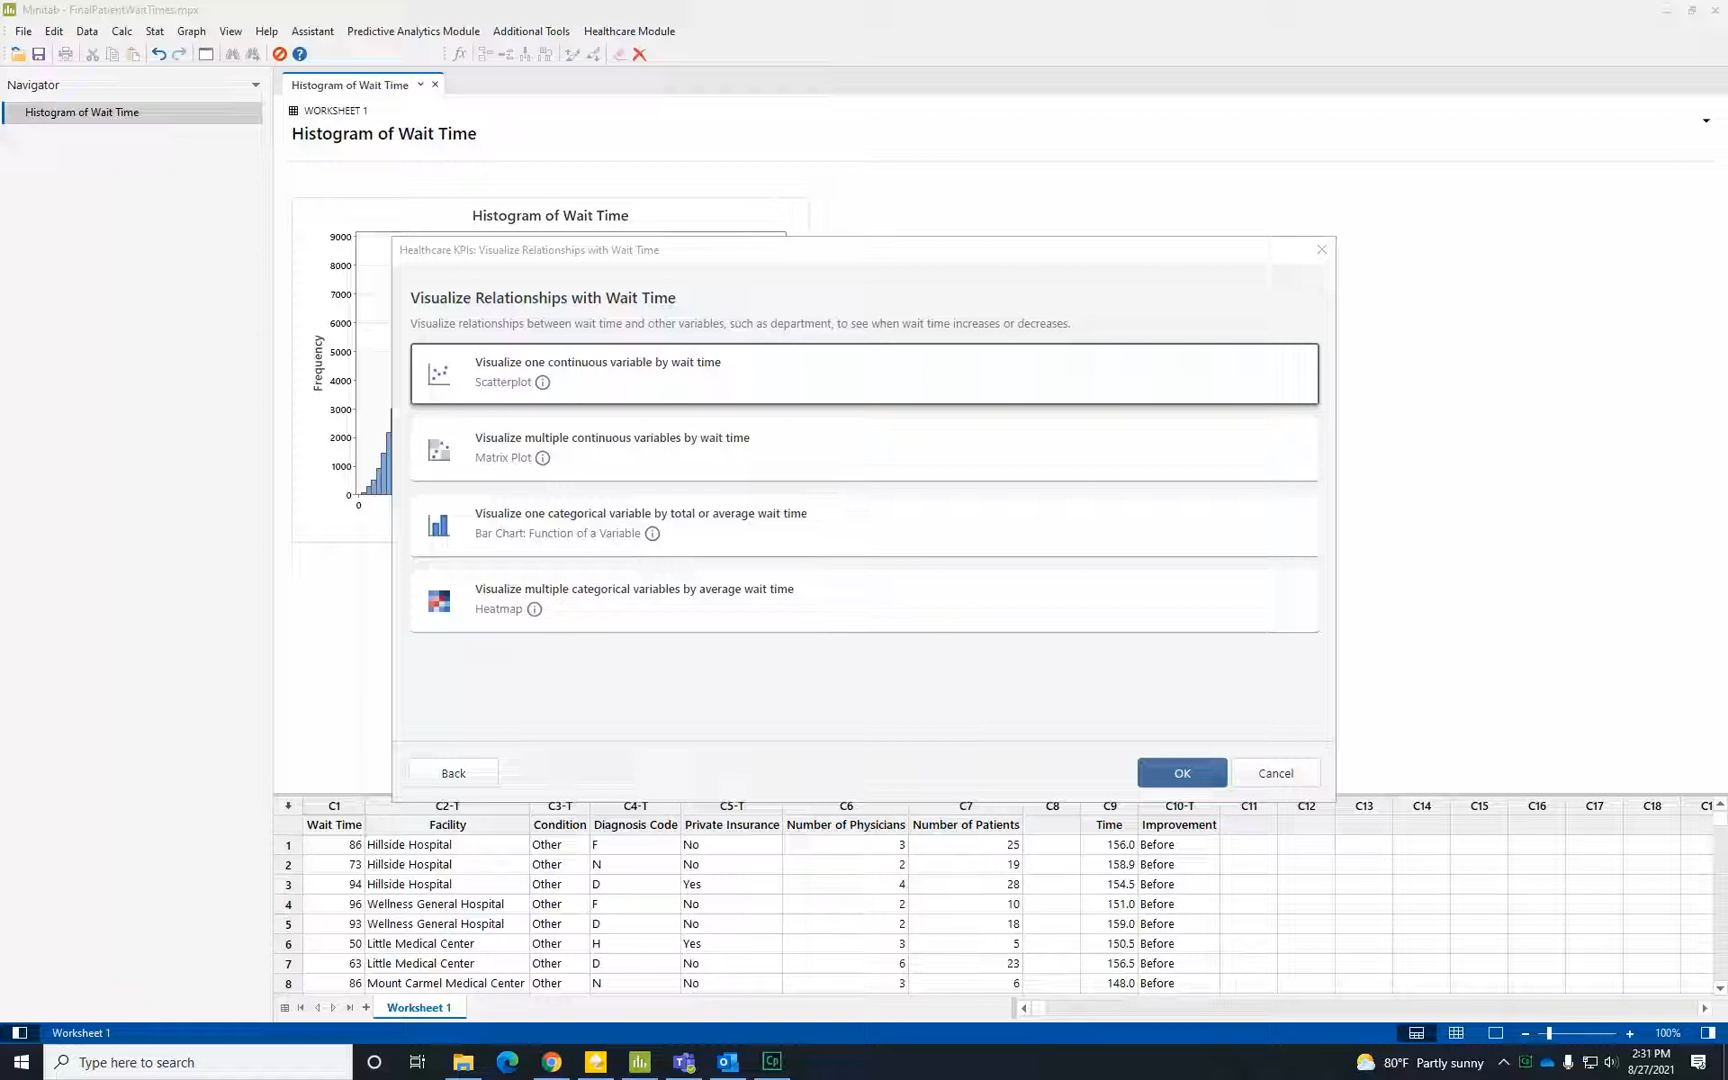 Minitab - FinalPatientWaitTimes.mpx
File Edit Data Calc Stat Graph View Help Assistant Predictive Analytics Module Additional Tools Healthcare Module
Navigator
Histogram of Wait Time
Histogram of Wait Time
WORKSHEET 1
Histogram of Wait Time
Histogram of Wait Time
Frequency
9000
8000
7000
6000
5000
4000
3000
2000
1000
0
0
Healthcare KPIs: Visualize Relationships with Wait Time
Visualize Relationships with Wait Time
Visualize relationships between wait time and other variables, such as department, to see when wait time increases or decreases.
Visualize one continuous variable by wait time
Scatterplot
Visualize multiple continuous variables by wait time
Matrix Plot
Visualize one categorical variable by total or average wait time
Bar Chart: Function of a Variable
Visualize multiple categorical variables by average wait time
Heatmap
Back OK Cancel
C1 C2-T C3-T C4-T C5-T C6 C7 C8 C9 C10-T C11 C12 C13 C14 C15 C16 C17 C18 C1
Wait Time Facility Condition Diagnosis Code Private Insurance Number of Physicians Number of Patients Time Improvement
1 86 Hillside Hospital Other F No 3 25 156.0 Before
2 73 Hillside Hospital Other N No 2 19 158.9 Before
3 94 Hillside Hospital Other D Yes 4 28 154.5 Before
4 96 Wellness General Hospital Other F No 2 10 151.0 Before
5 93 Wellness General Hospital Other D No 2 18 159.0 Before
6 50 Little Medical Center Other H Yes 3 5 150.5 Before
7 63 Little Medical Center Other D No 6 23 156.5 Before
8 86 Mount Carmel Medical Center Other N No 3 6 148.0 Before
Worksheet 1
Worksheet 1 100%
Type here to search 80°F Partly sunny 2:31 PM
8/27/2021